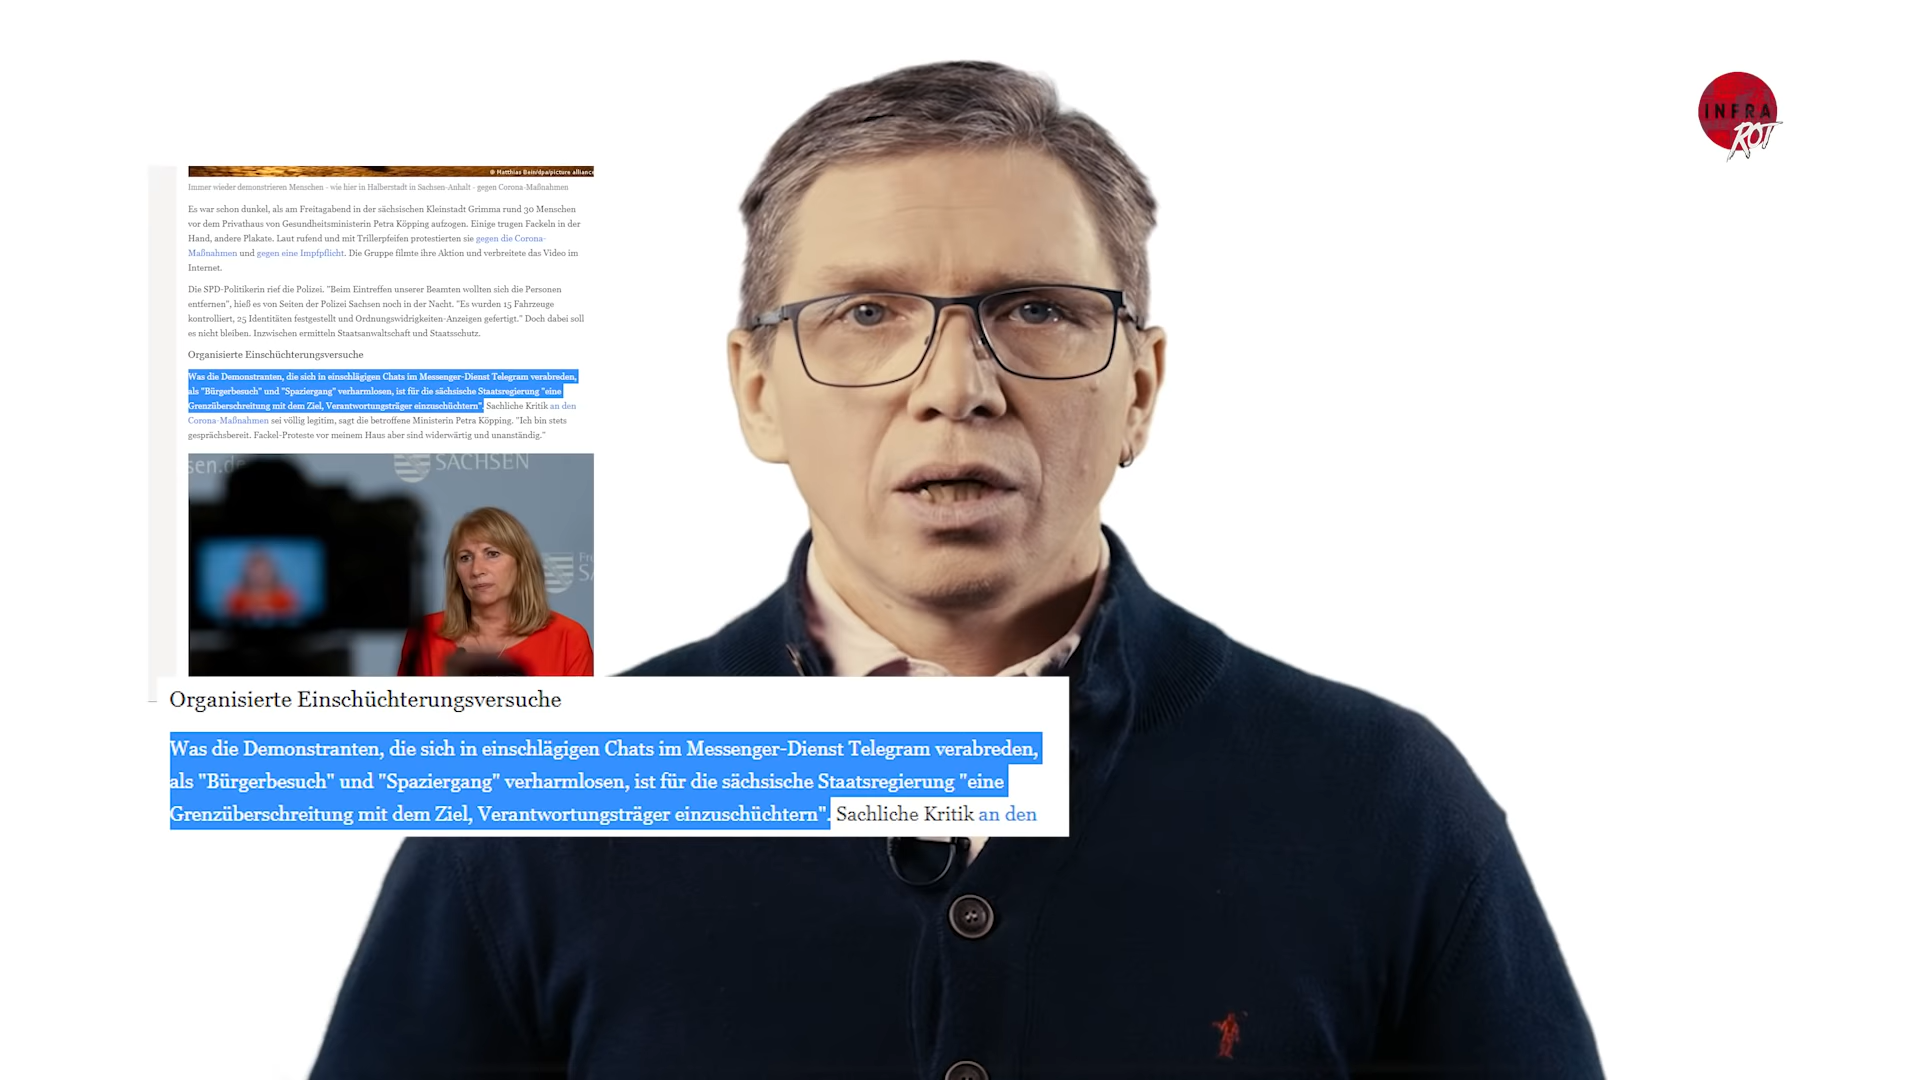 INFRA
ROT
© Matthias Bein/dpa/picture alliance
Immer wieder demonstrieren Menschen - wie hier in Halberstadt in Sachsen-Anhalt - gegen Corona-Maßnahmen
Es war schon dunkel, als am Freitagabend in der sächsischen Kleinstadt Grimma rund 30 Menschen
vor dem Privathaus von Gesundheitsministerin Petra Köpping aufzogen. Einige trugen Fackeln in der
Hand, andere Plakate. Laut rufend und mit Trillerpfeifen protestierten sie gegen die Corona-
Maßnahmen und gegen eine Impfpflicht. Die Gruppe filmte ihre Aktion und verbreitete das Video im
Internet.
Die SPD-Politikerin rief die Polizei. "Beim Eintreffen unserer Beamten wollten sich die Personen
entfernen", hieß es von Seiten der Polizei Sachsen noch in der Nacht. "Es wurden 15 Fahrzeuge
kontrolliert, 25 Identitäten festgestellt und Ordnungswidrigkeiten-Anzeigen gefertigt." Doch dabei soll
es nicht bleiben. Inzwischen ermitteln Staatsanwaltschaft und Staatsschutz.
Organisierte Einschüchterungsversuche
Was die Demonstranten, die sich in einschlägigen Chats im Messenger-Dienst Telegram verabreden,
als "Bürgerbesuch" und "Spaziergang" verharmlosen, ist für die sächsische Staatsregierung "eine
Grenzüberschreitung mit dem Ziel, Verantwortungsträger einzuschüchtern". Sachliche Kritik an den
Corona-Maßnahmen sei völlig legitim, sagt die betroffene Ministerin Petra Köpping. "Ich bin stets
gesprächsbereit. Fackel-Proteste vor meinem Haus aber sind widerwärtig und unanständig."
sen.de
SACHSEN
Organisierte Einschüchterungsversuche
Was die Demonstranten, die sich in einschlägigen Chats im Messenger-Dienst Telegram verabreden,
als "Bürgerbesuch" und "Spaziergang" verharmlosen, ist für die sächsische Staatsregierung "eine
Grenzüberschreitung mit dem Ziel, Verantwortungsträger einzuschüchtern". Sachliche Kritik an den